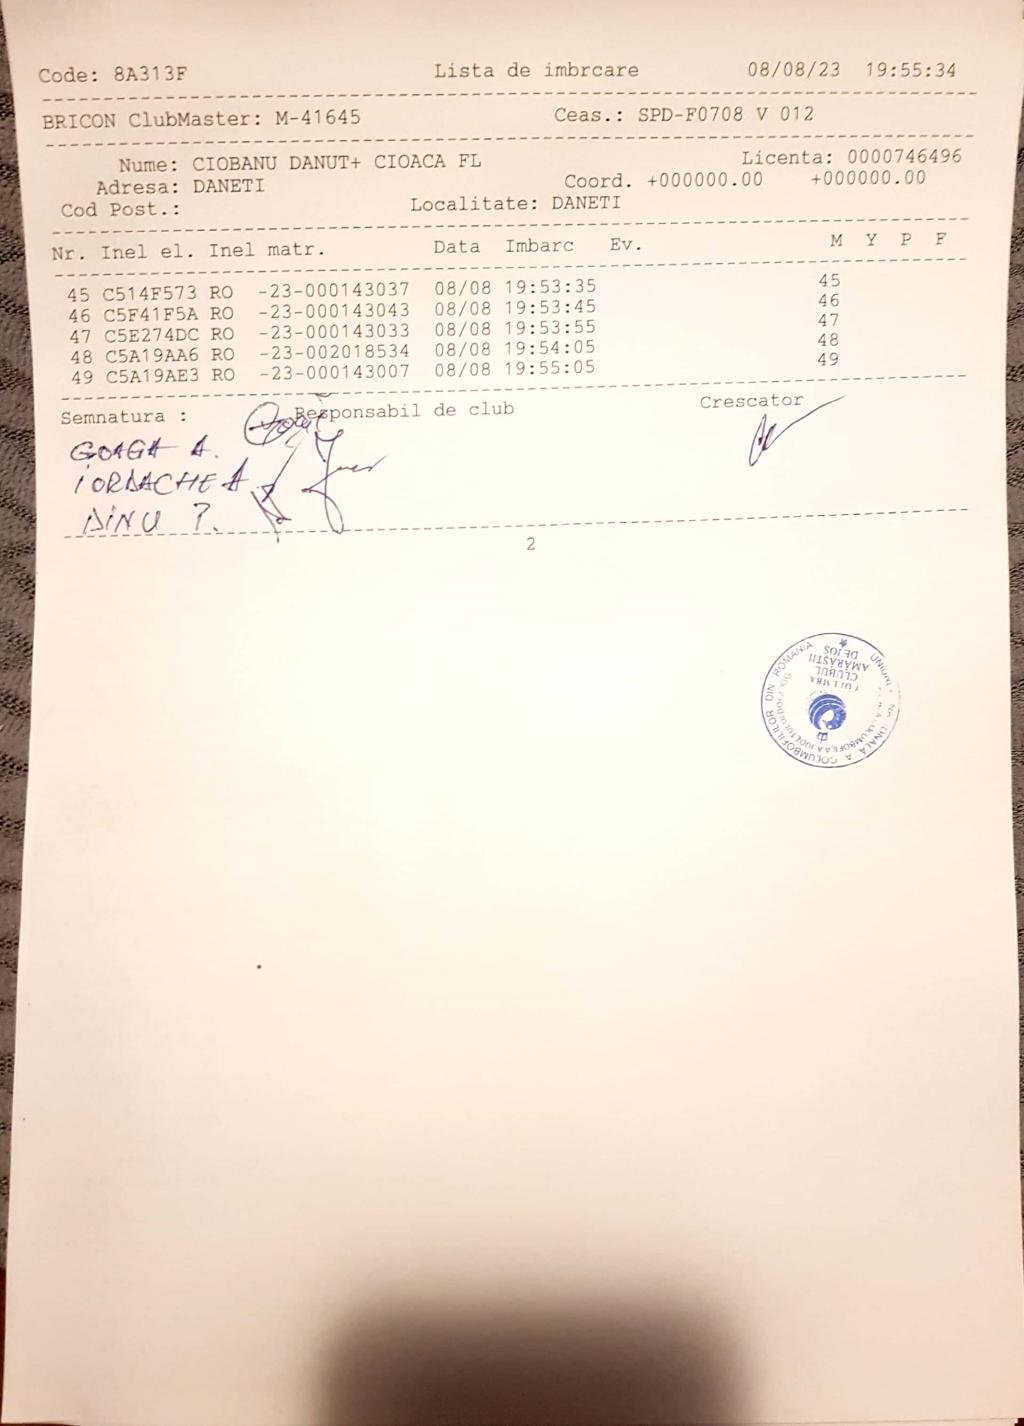 Code: 8A313F Lista de imbrcare 08/08/23 19:55:34
BRICON ClubMaster: M-41645 Ceas.: SPD-F0708 V 012
Nume: CIOBANU DANUT+ CIOACA FL Licenta: 0000746496
Adresa: DANETI Coord. +000000.00 +000000.00
Cod Post.: Localitate: DANETI
Nr. Inel el. Inel matr. Data Imbarc Ev. M Y P F
45 C514F573 RO -23-000143037 08/08 19:53:35 45
46 C5F41F5A RO -23-000143043 08/08 19:53:45 46
47 C5E274DC RO -23-000143033 08/08 19:53:55 47
48 C5A19AA6 RO -23-002018534 08/08 19:54:05 48
49 C5A19AE3 RO -23-000143007 08/08 19:55:05 49
Semnatura : Responsabil de club Crescator
GOAGA A.
IORDACHE A.
DINU P.
2
A COLUMBOFILILOR DIN ROMANIA
CLUBUL
AMARASTII
DE JOS